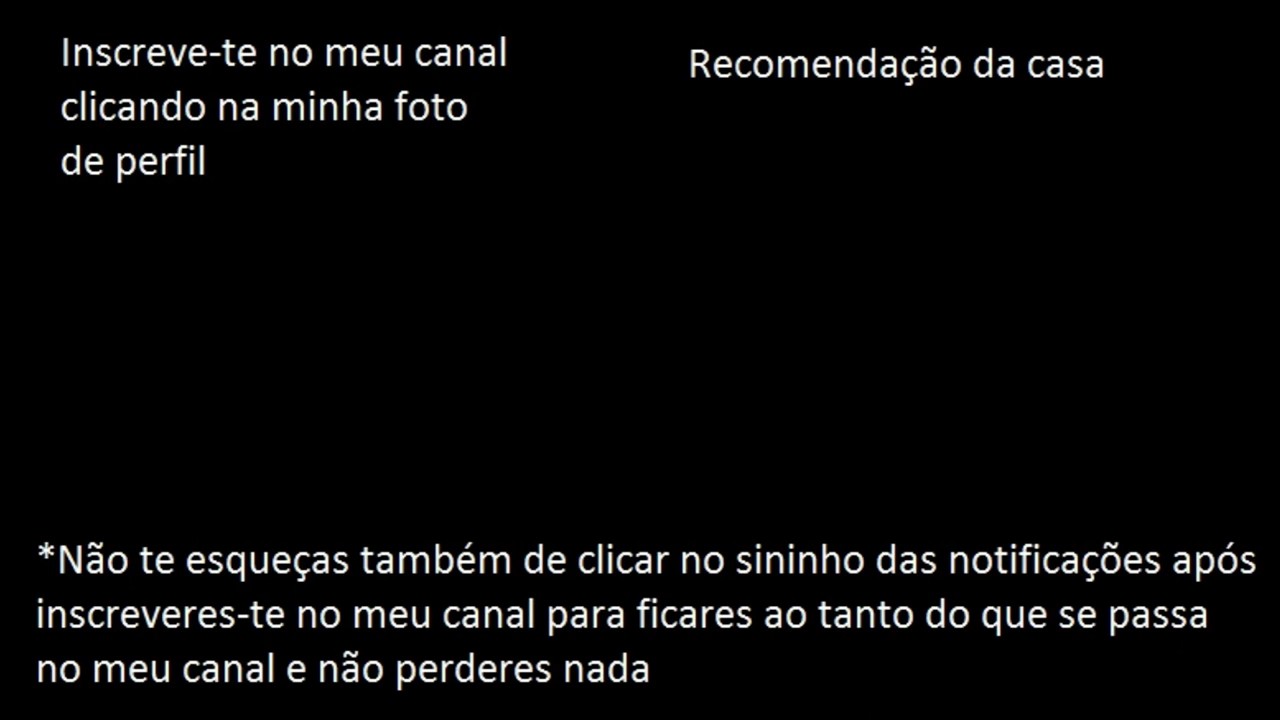 Inscreve-te no meu canal
clicando na minha foto
de perfil
Recomendação da casa
*Não te esqueças também de clicar no sininho das notificações após
inscreveres-te no meu canal para ficares ao tanto do que se passa
no meu canal e não perderes nada